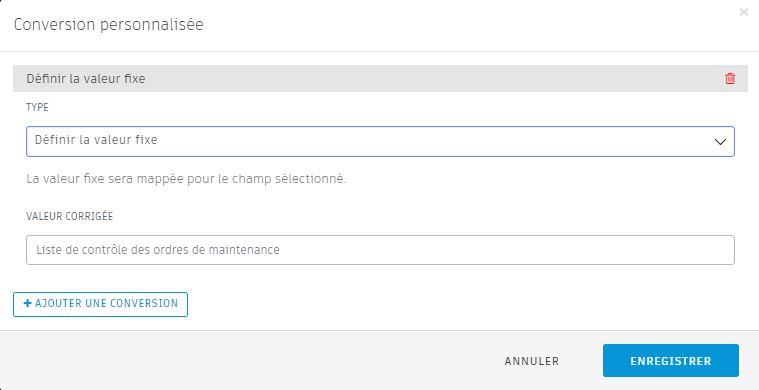 Conversion personnalisée
Définir la valeur fixe
TYPE
Définir la valeur fixe
La valeur fixe sera mappée pour le champ sélectionné.
VALEUR CORRIGÉE
Liste de contrôle des ordres de maintenance
+ AJOUTER UNE CONVERSION
ANNULER
ENREGISTRER